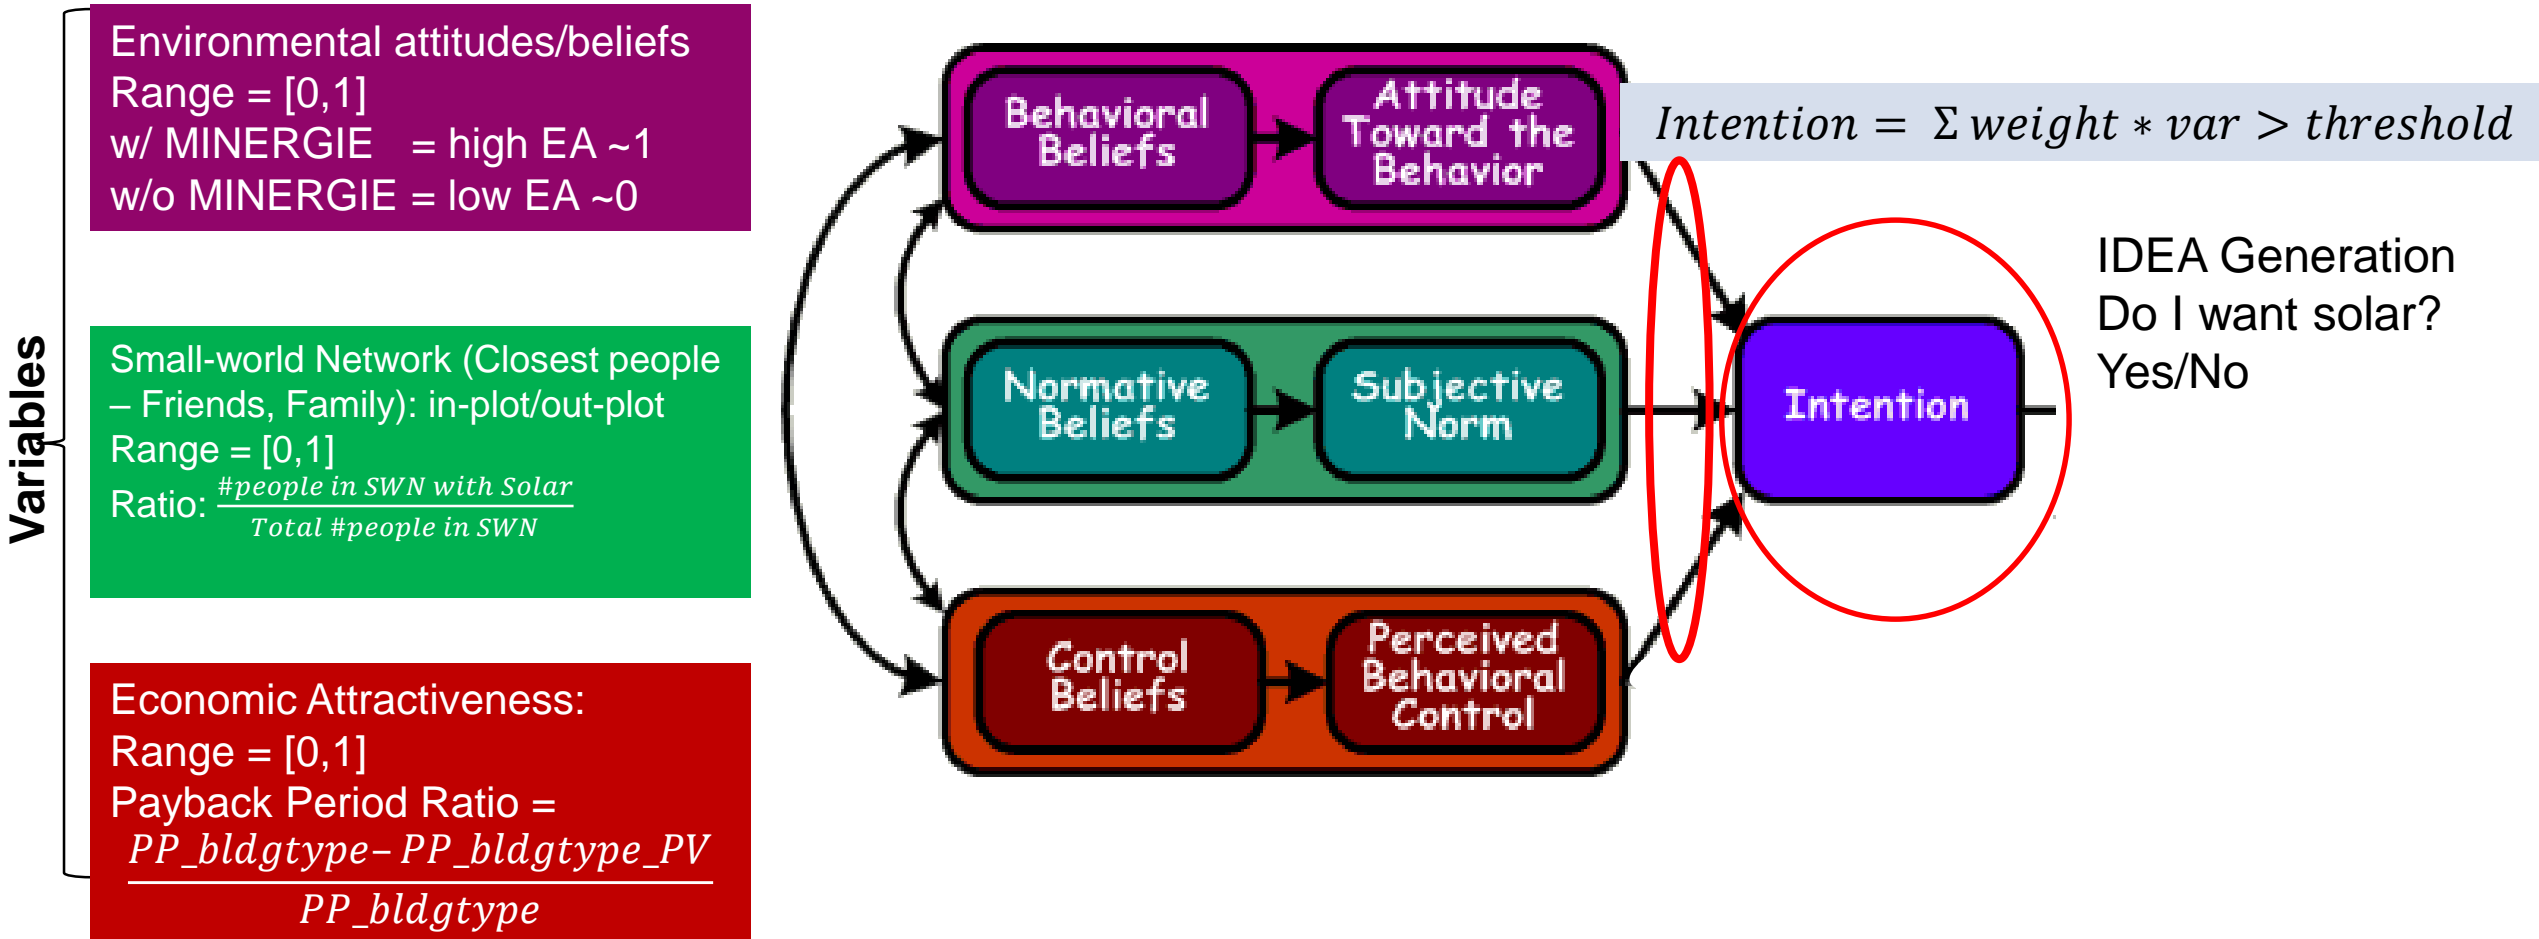 Variables
Environmental attitudes/beliefs
Range = [0,1]
w/ MINERGIE = high EA ~1
w/o MINERGIE = low EA ~0
Small-world Network (Closest people
– Friends, Family): in-plot/out-plot
Range = [0,1]
Ratio: #people in SWN with Solar
Total #people in SWN
Economic Attractiveness:
Range = [0,1]
Payback Period Ratio =
PP_bldgtype– PP_bldgtype_PV
PP_bldgtype
Behavioral
Beliefs
Attitude
Toward the
Behavior
Normative
Beliefs
Subjective
Norm
Control
Beliefs
Perceived
Behavioral
Control
Intention = Σ weight * var > threshold
Intention
IDEA Generation
Do I want solar?
Yes/No